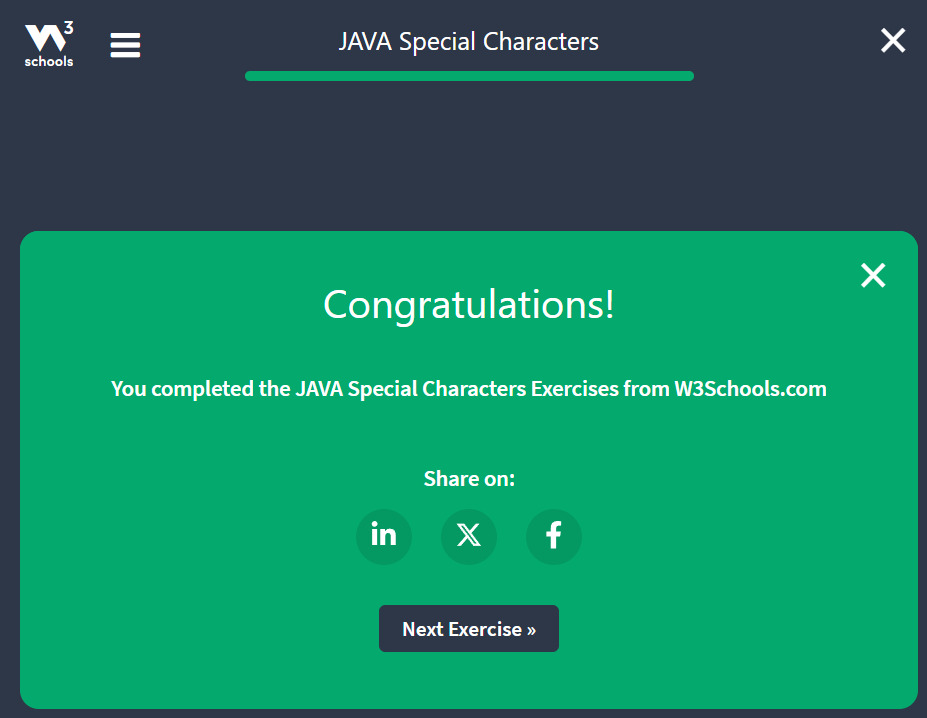 W3
schools
JAVA Special Characters
Congratulations!
You completed the JAVA Special Characters Exercises from W3Schools.com
Share on:
in
X
f
Next Exercise »